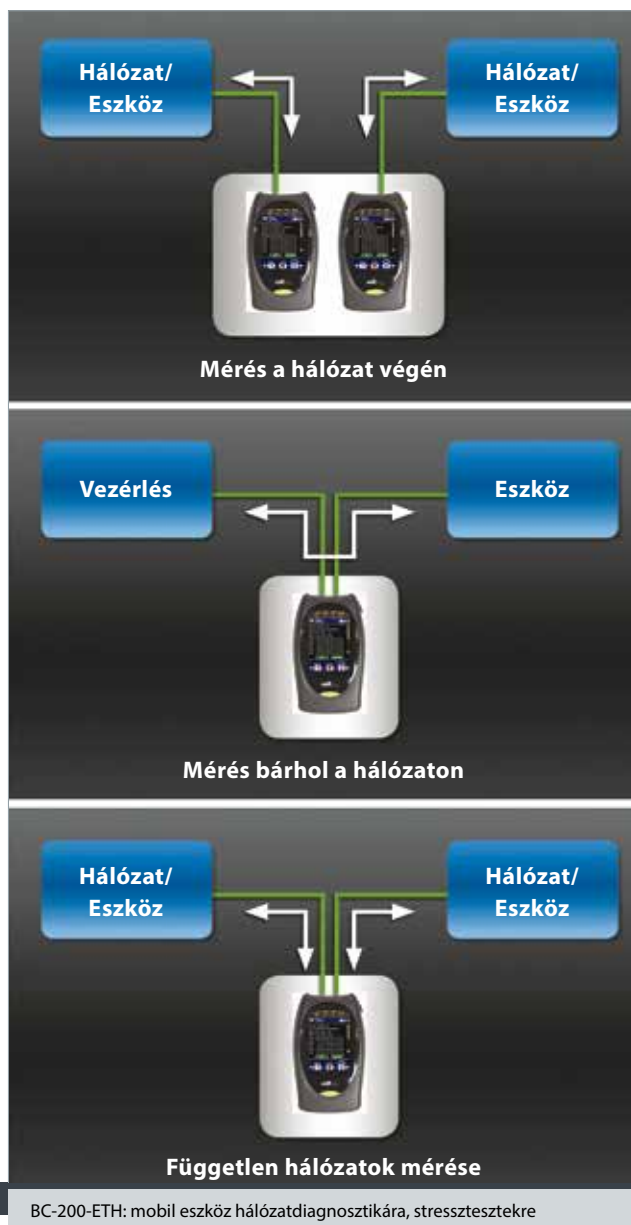 Hálózat/
Eszköz
Hálózat/
Eszköz
Mérés a hálózat végén
Vezérlés
Eszköz
Mérés bárhol a hálózaton
Hálózat/
Eszköz
Hálózat/
Eszköz
Független hálózatok mérése
BC-200-ETH: mobil eszköz hálózatdiagnosztikára, stressztesztekre